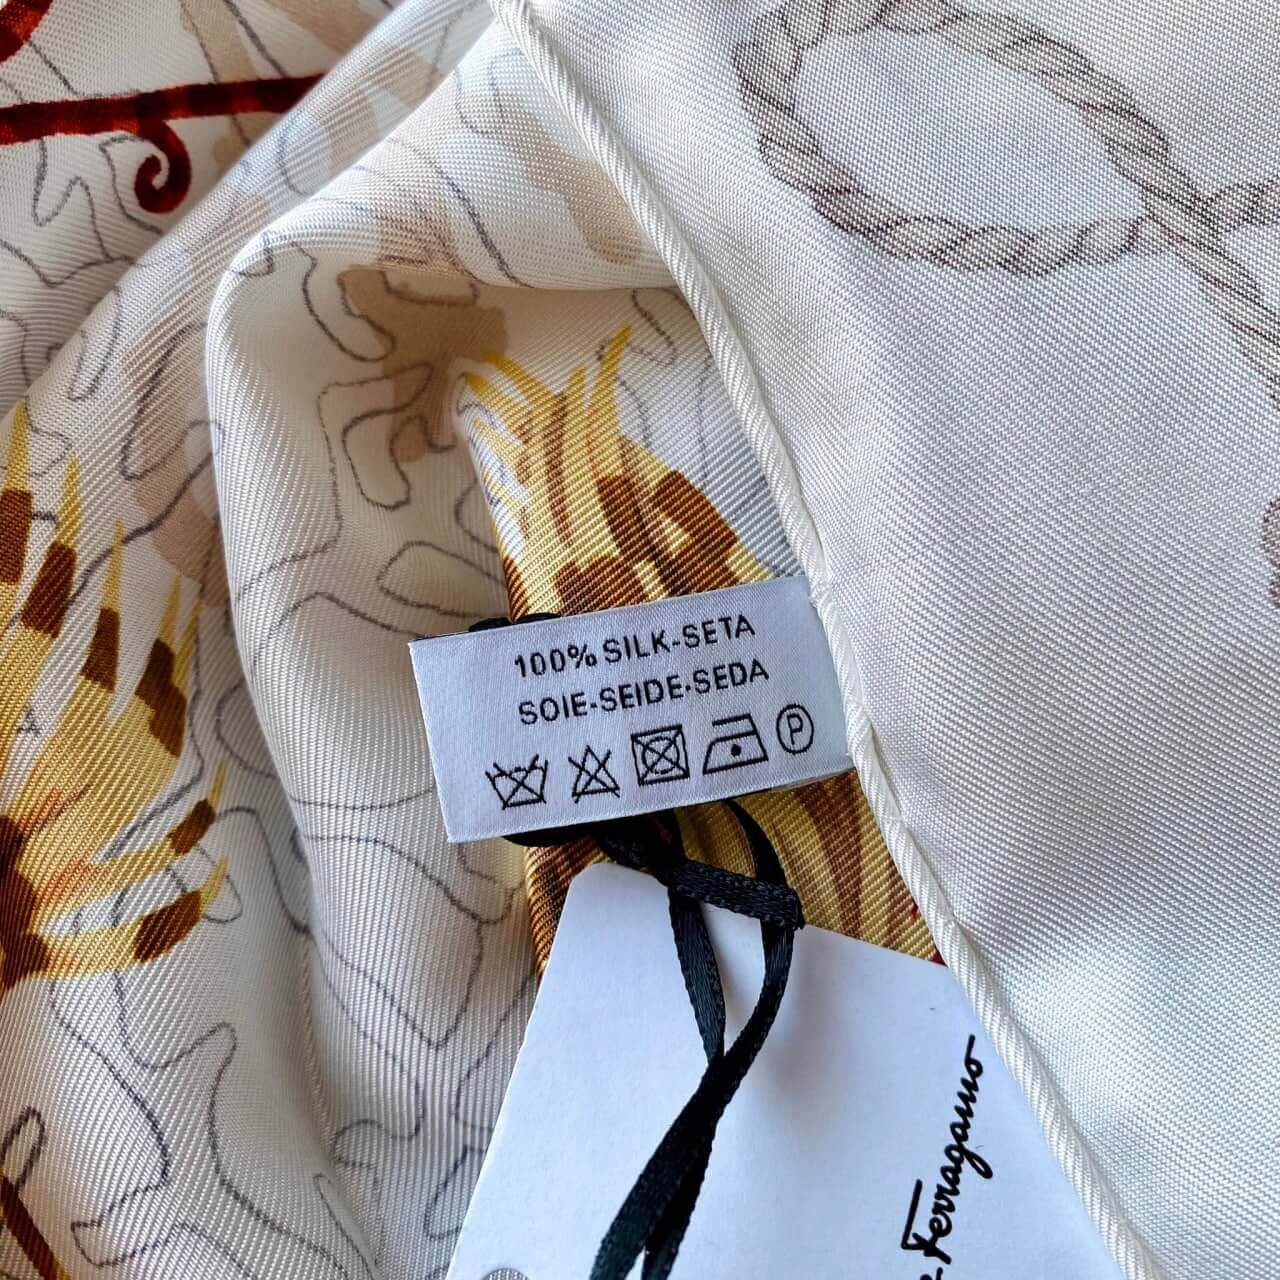 100% SILK-SETA
SOIE-SEIDE-SEDA
P
Ferragamo